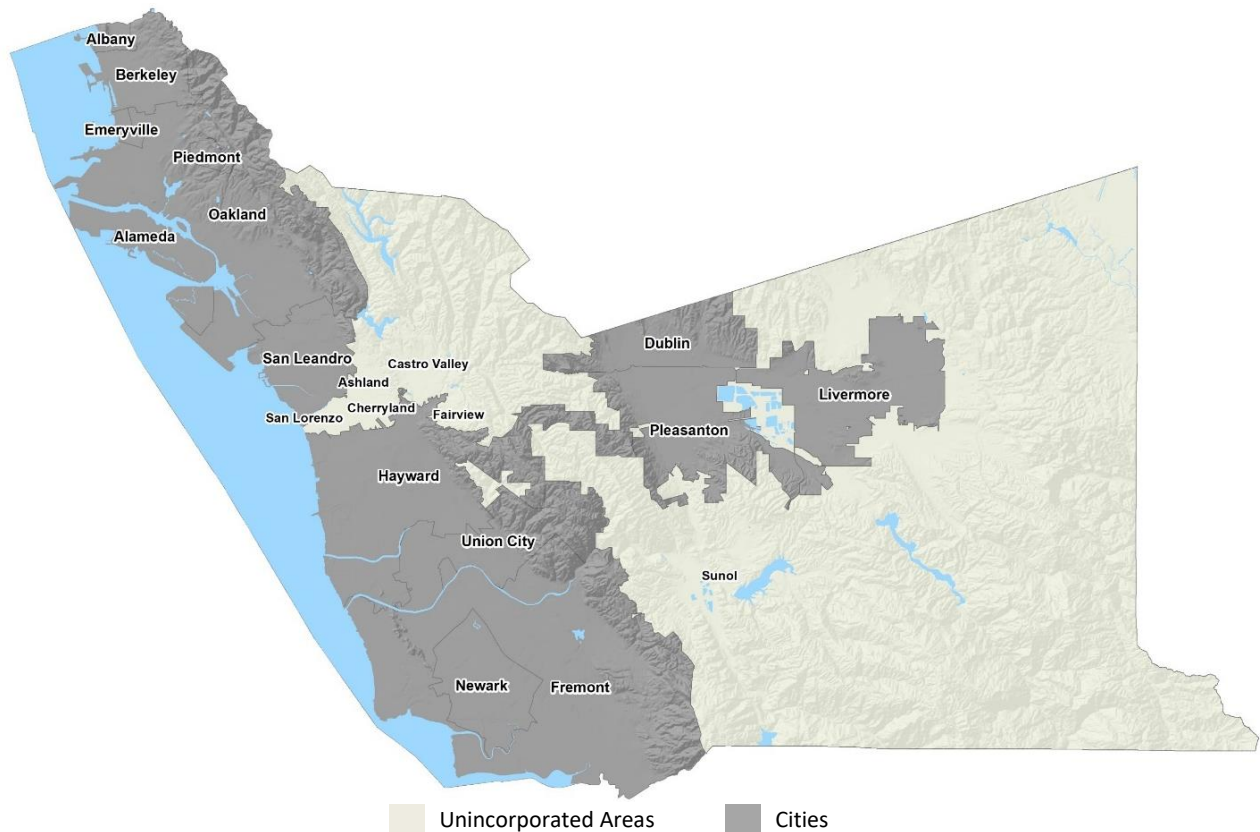 Albany
Berkeley
Emeryville
Piedmont
Oakland
Alameda
San Leandro
Castro Valley
Ashland
Cherryland
San Lorenzo
Fairview
Dublin
Livermore
Pleasanton
Hayward
Union City
Sunol
Newark
Fremont
Unincorporated Areas
Cities